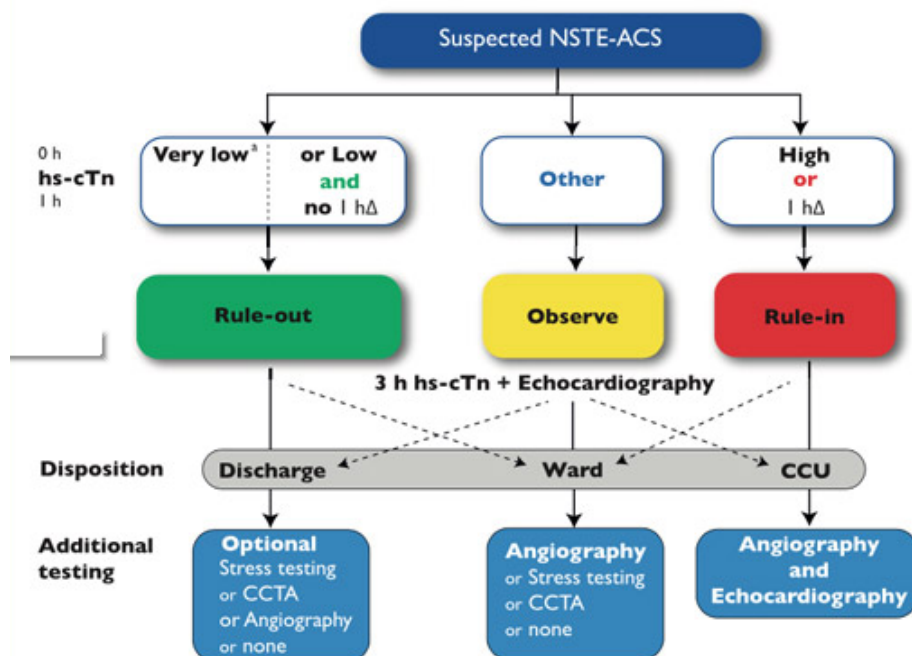 Suspected NSTE-ACS
0 h
hs-cTn
1 h
Very lowᵃ
or Low
and
no 1 hΔ
Other
High
or
1 hΔ
Rule-out
Observe
Rule-in
3 h hs-cTn + Echocardiography
Disposition
Discharge
Ward
CCU
Additional
testing
Optional
Stress testing
or CCTA
or Angiography
or none
Angiography
or Stress testing
or CCTA
or none
Angiography
and
Echocardiography